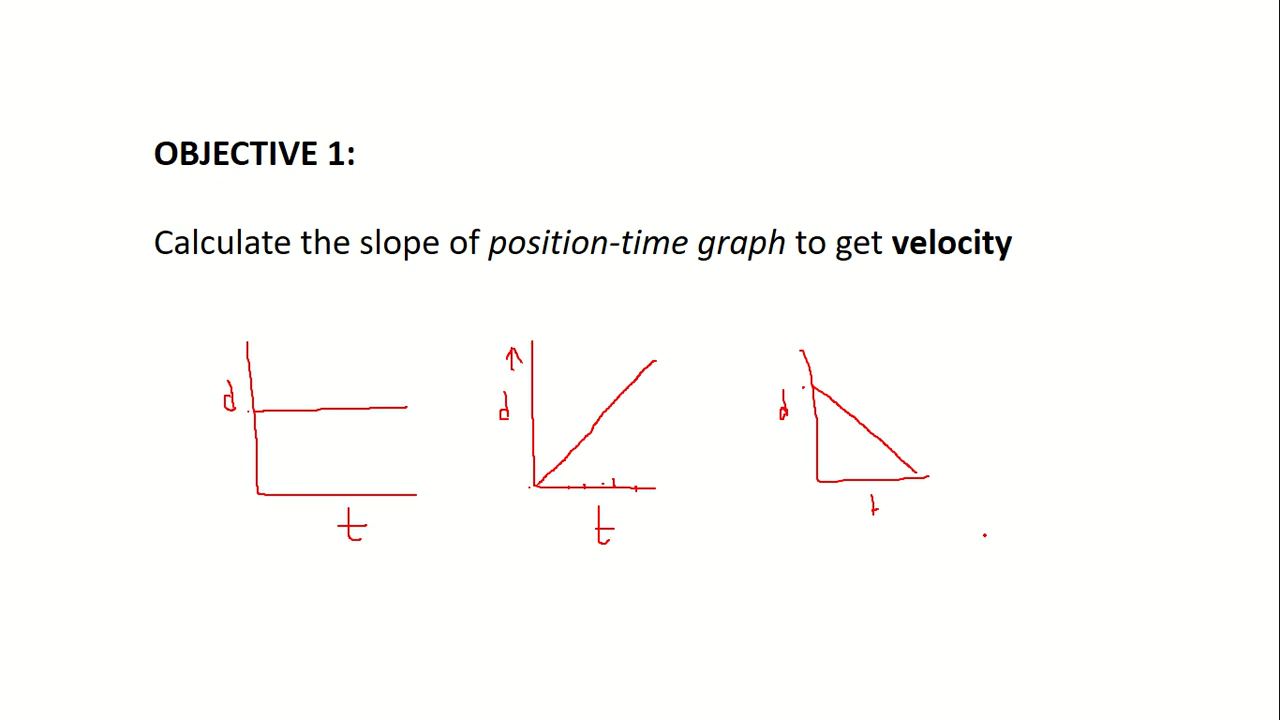 OBJECTIVE 1:
Calculate the slope of position-time graph to get velocity
d
d
d
t
t
t